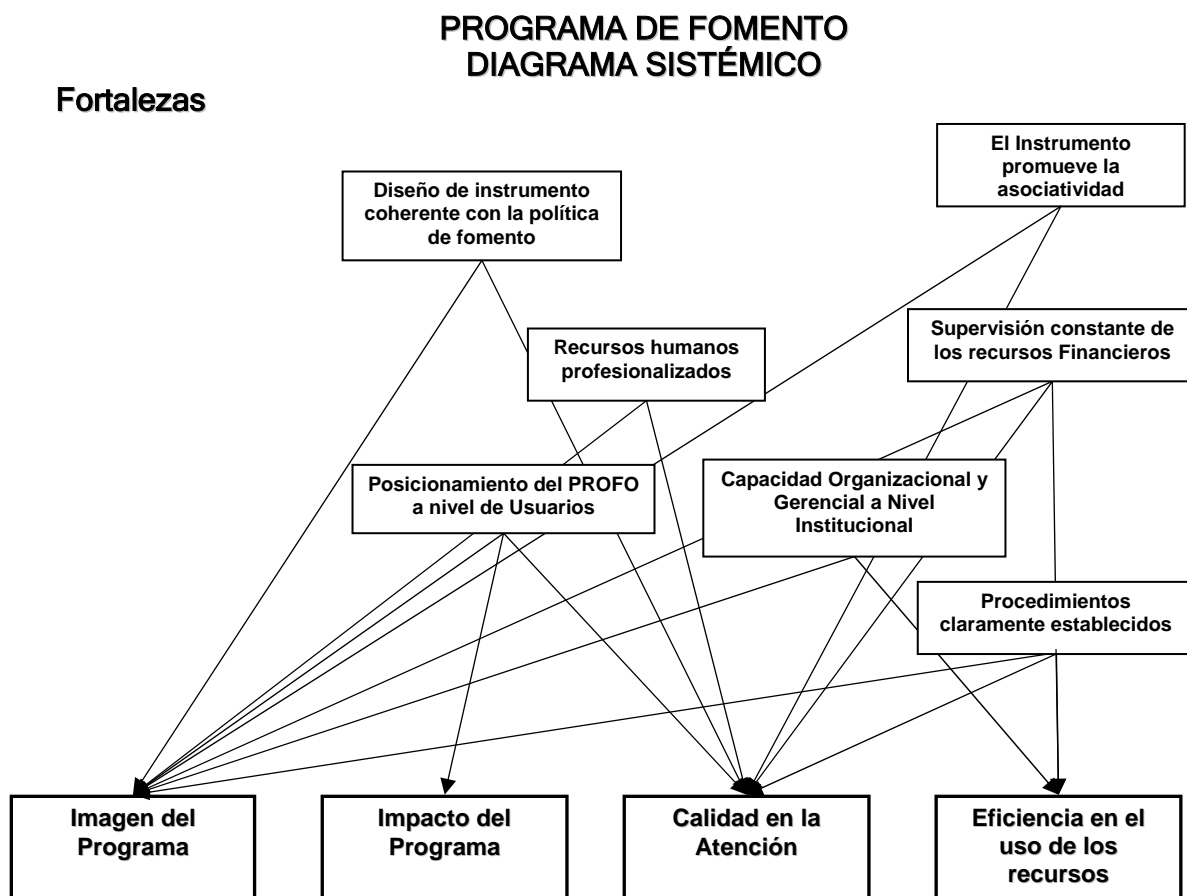 PROGRAMA DE FOMENTO
DIAGRAMA SISTÉMICO
Fortalezas
El Instrumento
promueve la
asociatividad
Diseño de instrumento
coherente con la política
de fomento
Supervisión constante de
los recursos Financieros
Recursos humanos
profesionalizados
Posicionamiento del PROFO
a nivel de Usuarios
Capacidad Organizacional y
Gerencial a Nivel
Institucional
Procedimientos
claramente establecidos
Imagen del
Programa
Impacto del
Programa
Calidad en la
Atención
Eficiencia en el
uso de los
recursos